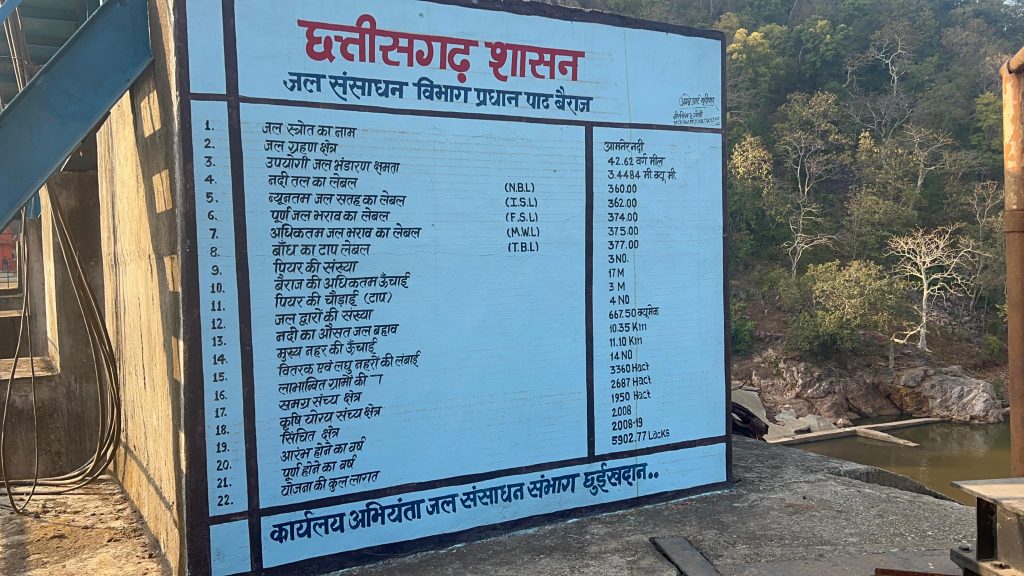 छत्तीसगढ़ शासन
जल संसाधन विभाग प्रधान पाठ बैराज
1. जल स्त्रोत का नाम आमनेर नदी
2. जल ग्रहण क्षेत्र 42.62 वर्ग मील
3. उपयोगी जल भंडारण क्षमता 3.4484 मी क्यु मी.
4. नदी तल का लेबल (N.B.L) 360.00
5. न्यूनतम जल सतह का लेबल (I.S.L) 362.00
6. पूर्ण जल भराव का लेबल (F.S.L) 374.00
7. अधिकतम जल भराव का लेबल (M.W.L) 375.00
8. बाँध का टाप लेबल (T.B.L) 377.00
9. पियर की संख्या 3 NO.
10. बैराज की अधिकतम ऊँचाई 17 M
11. पियर की चौड़ाई (टाप) 3 M
12. जल द्वारों की संख्या 4 NO
13. नदी का औसत जल बहाव 667.50 क्यूमेक
14. मुख्य नहर की ऊँचाई 10.35 Km
15. वितरक एवं लघु नहरों की लंबाई 11.10 Km
16. लाभान्वित ग्रामों की 14 NO
17. समग्र संच्य क्षेत्र 3360 Hact
18. कृषि योग्य संच्य क्षेत्र 2687 Hact
19. सिंचित क्षेत्र 1950 Hact
20. आरंभ होने का वर्ष 2008
21. पूर्ण होने का वर्ष 2008-19
22. योजना की कुल लागत 5902.77 Lacks
कार्यलय अभियंता जल संसाधन संभाग छुईखदान..